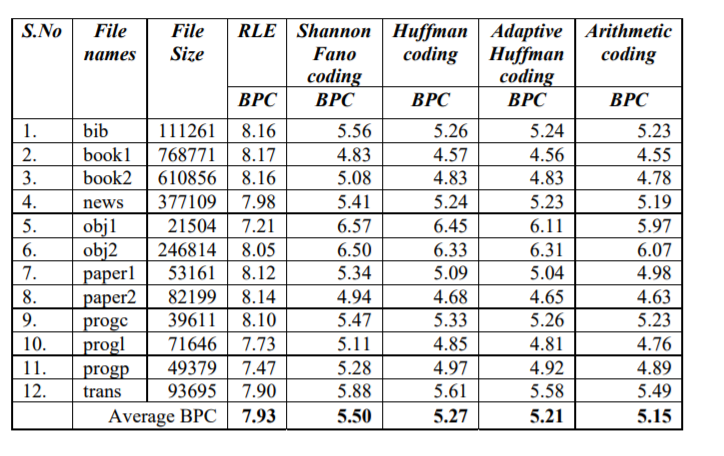 S.No File names File Size RLE Shannon Fano coding Huffman coding Adaptive Huffman coding Arithmetic coding
BPC BPC BPC BPC BPC
1. bib 111261 8.16 5.56 5.26 5.24 5.23
2. book1 768771 8.17 4.83 4.57 4.56 4.55
3. book2 610856 8.16 5.08 4.83 4.83 4.78
4. news 377109 7.98 5.41 5.24 5.23 5.19
5. obj1 21504 7.21 6.57 6.45 6.11 5.97
6. obj2 246814 8.05 6.50 6.33 6.31 6.07
7. paper1 53161 8.12 5.34 5.09 5.04 4.98
8. paper2 82199 8.14 4.94 4.68 4.65 4.63
9. progc 39611 8.10 5.47 5.33 5.26 5.23
10. progl 71646 7.73 5.11 4.85 4.81 4.76
11. progp 49379 7.47 5.28 4.97 4.92 4.89
12. trans 93695 7.90 5.88 5.61 5.58 5.49
Average BPC 7.93 5.50 5.27 5.21 5.15